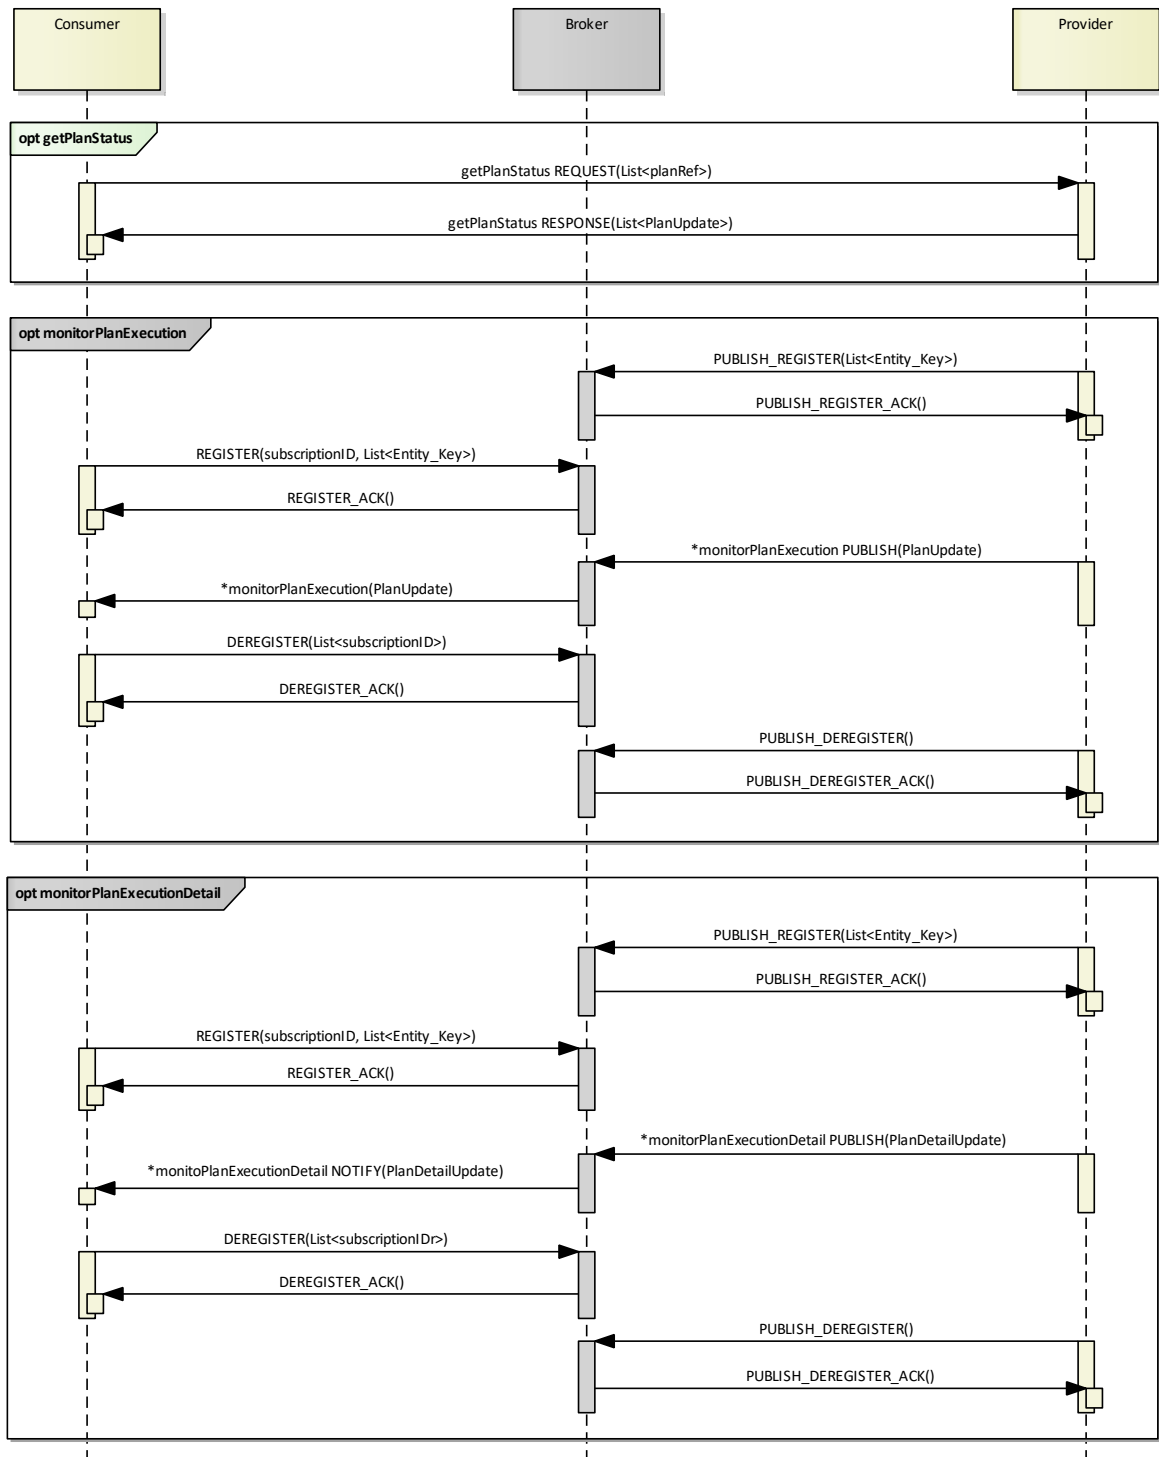 Consumer
Broker
Provider
opt getPlanStatus
getPlanStatus REQUEST(List<planRef>)
getPlanStatus RESPONSE(List<PlanUpdate>)
opt monitorPlanExecution
PUBLISH_REGISTER(List<Entity_Key>)
PUBLISH_REGISTER_ACK()
REGISTER(subscriptionID, List<Entity_Key>)
REGISTER_ACK()
*monitorPlanExecution PUBLISH(PlanUpdate)
*monitorPlanExecution(PlanUpdate)
DEREGISTER(List<subscriptionID>)
DEREGISTER_ACK()
PUBLISH_DEREGISTER()
PUBLISH_DEREGISTER_ACK()
opt monitorPlanExecutionDetail
PUBLISH_REGISTER(List<Entity_Key>)
PUBLISH_REGISTER_ACK()
REGISTER(subscriptionID, List<Entity_Key>)
REGISTER_ACK()
*monitorPlanExecutionDetail PUBLISH(PlanDetailUpdate)
*monitoPlanExecutionDetail NOTIFY(PlanDetailUpdate)
DEREGISTER(List<subscriptionIDr>)
DEREGISTER_ACK()
PUBLISH_DEREGISTER()
PUBLISH_DEREGISTER_ACK()